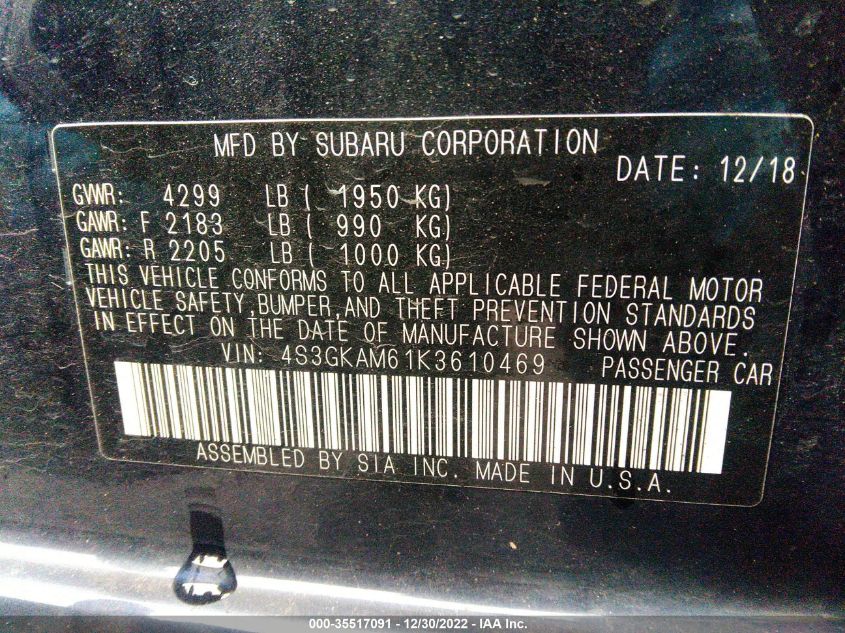 MFD BY SUBARU CORPORATION
DATE: 12/18
GVWR: 4299 LB ( 1950 KG)
GAWR: F 2183 LB ( 990 KG)
GAWR: R 2205 LB ( 1000 KG)
THIS VEHICLE CONFORMS TO ALL APPLICABLE FEDERAL MOTOR
VEHICLE SAFETY,BUMPER,AND THEFT PREVENTION STANDARDS
IN EFFECT ON THE DATE OF MANUFACTURE SHOWN ABOVE.
VIN: 4S3GKAM61K3610469 PASSENGER CAR
ASSEMBLED BY SIA INC. MADE IN U.S.A.
000-35517091 - 12/30/2022 - IAA Inc.